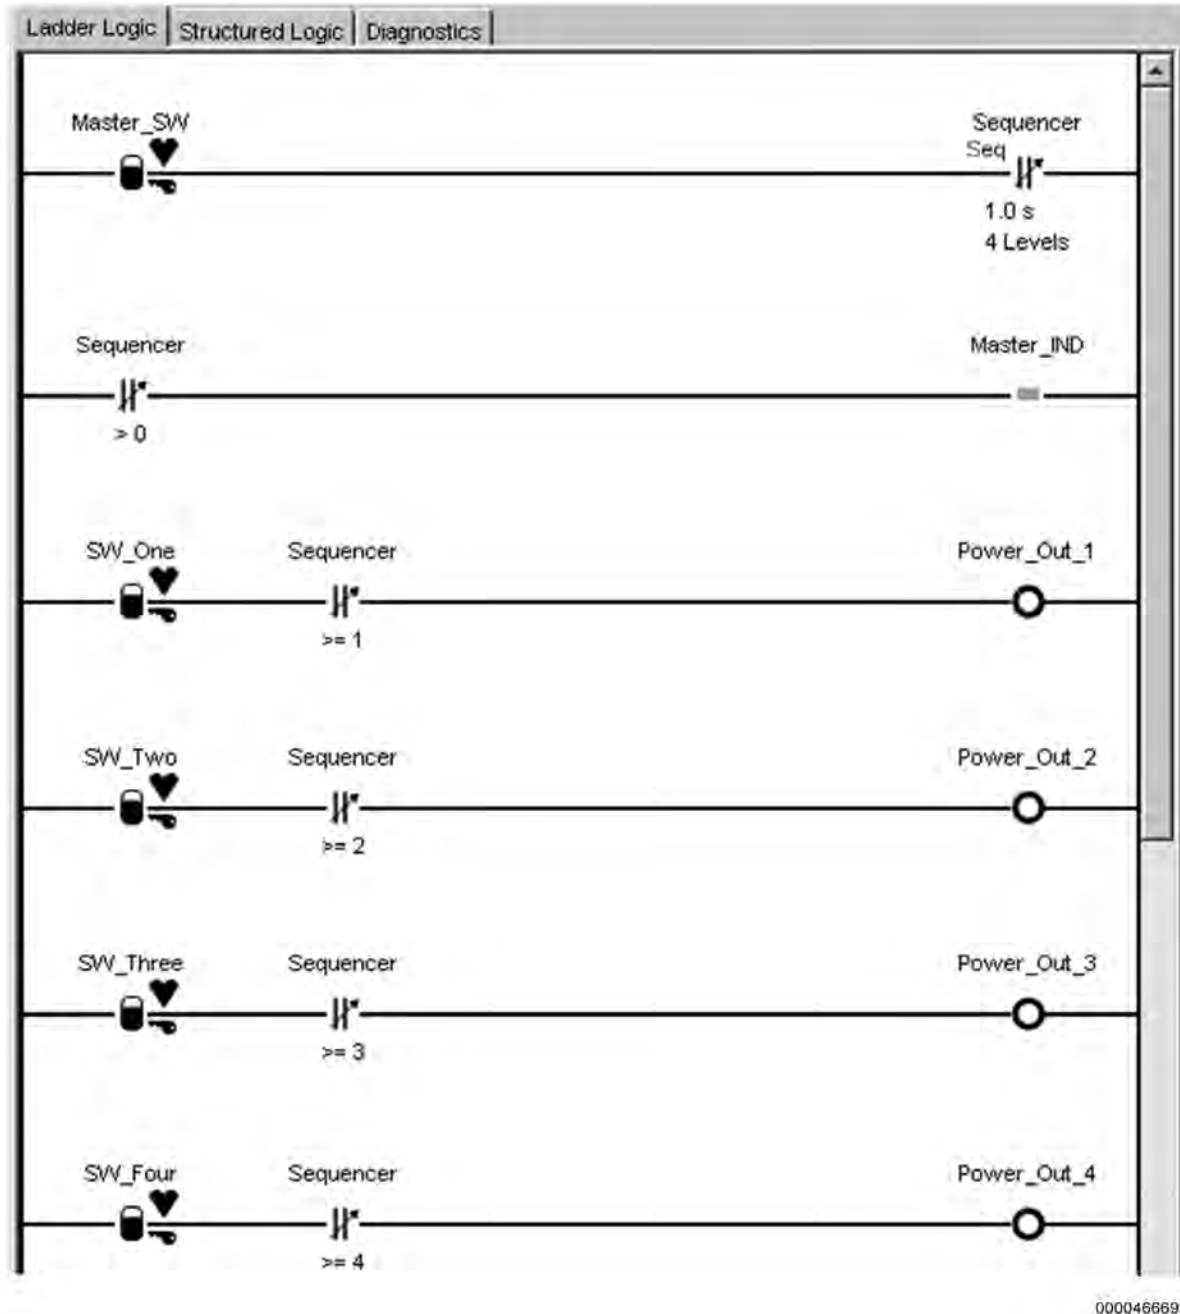 Ladder Logic Structured Logic Diagnostics
Master_SW Sequencer
Seq
1.0 s
4 Levels
Sequencer Master_IND
> 0
SW_One Sequencer Power_Out_1
>= 1
SW_Two Sequencer Power_Out_2
>= 2
SW_Three Sequencer Power_Out_3
>= 3
SW_Four Sequencer Power_Out_4
>= 4
000046669